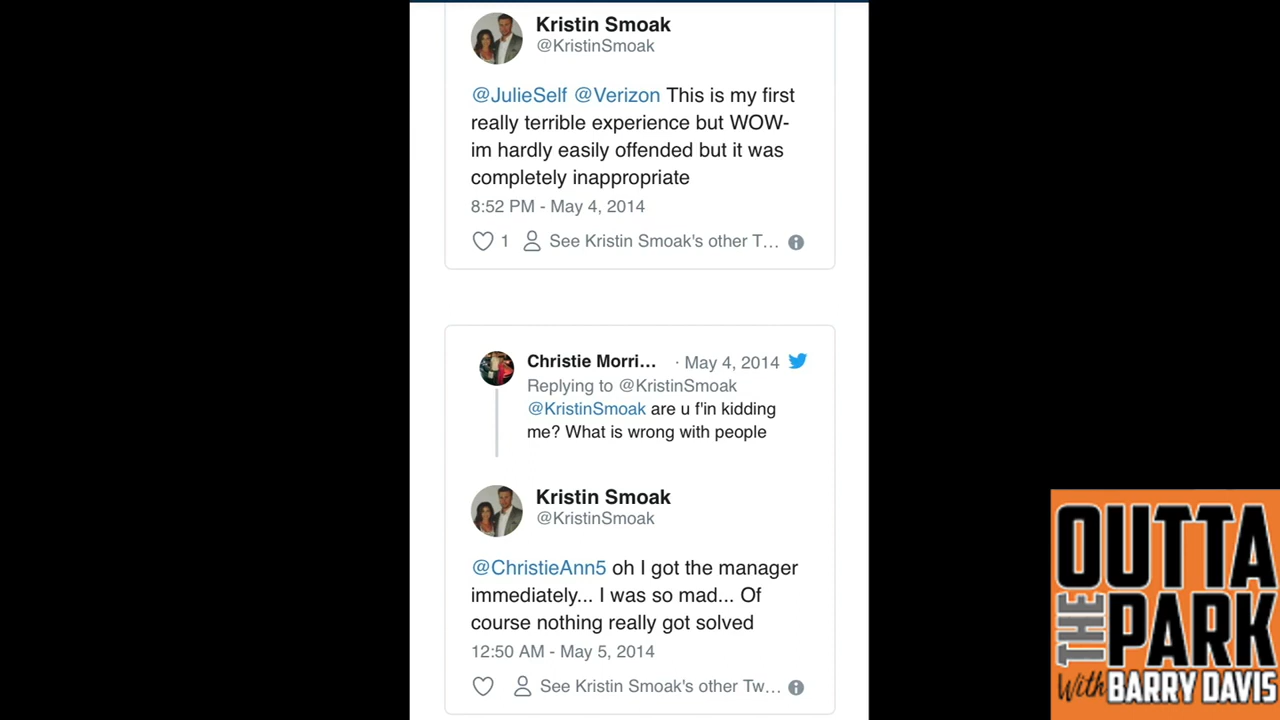 Kristin Smoak
@KristinSmoak
@JulieSelf @Verizon This is my first
really terrible experience but WOW-
im hardly easily offended but it was
completely inappropriate
8:52 PM - May 4, 2014
1 See Kristin Smoak's other T...
Christie Morri... · May 4, 2014
Replying to @KristinSmoak
@KristinSmoak are u f'in kidding
me? What is wrong with people
Kristin Smoak
@KristinSmoak
@ChristieAnn5 oh I got the manager
immediately... I was so mad... Of
course nothing really got solved
12:50 AM - May 5, 2014
See Kristin Smoak's other Tw...
OUTTA
THE PARK
With BARRY DAVIS